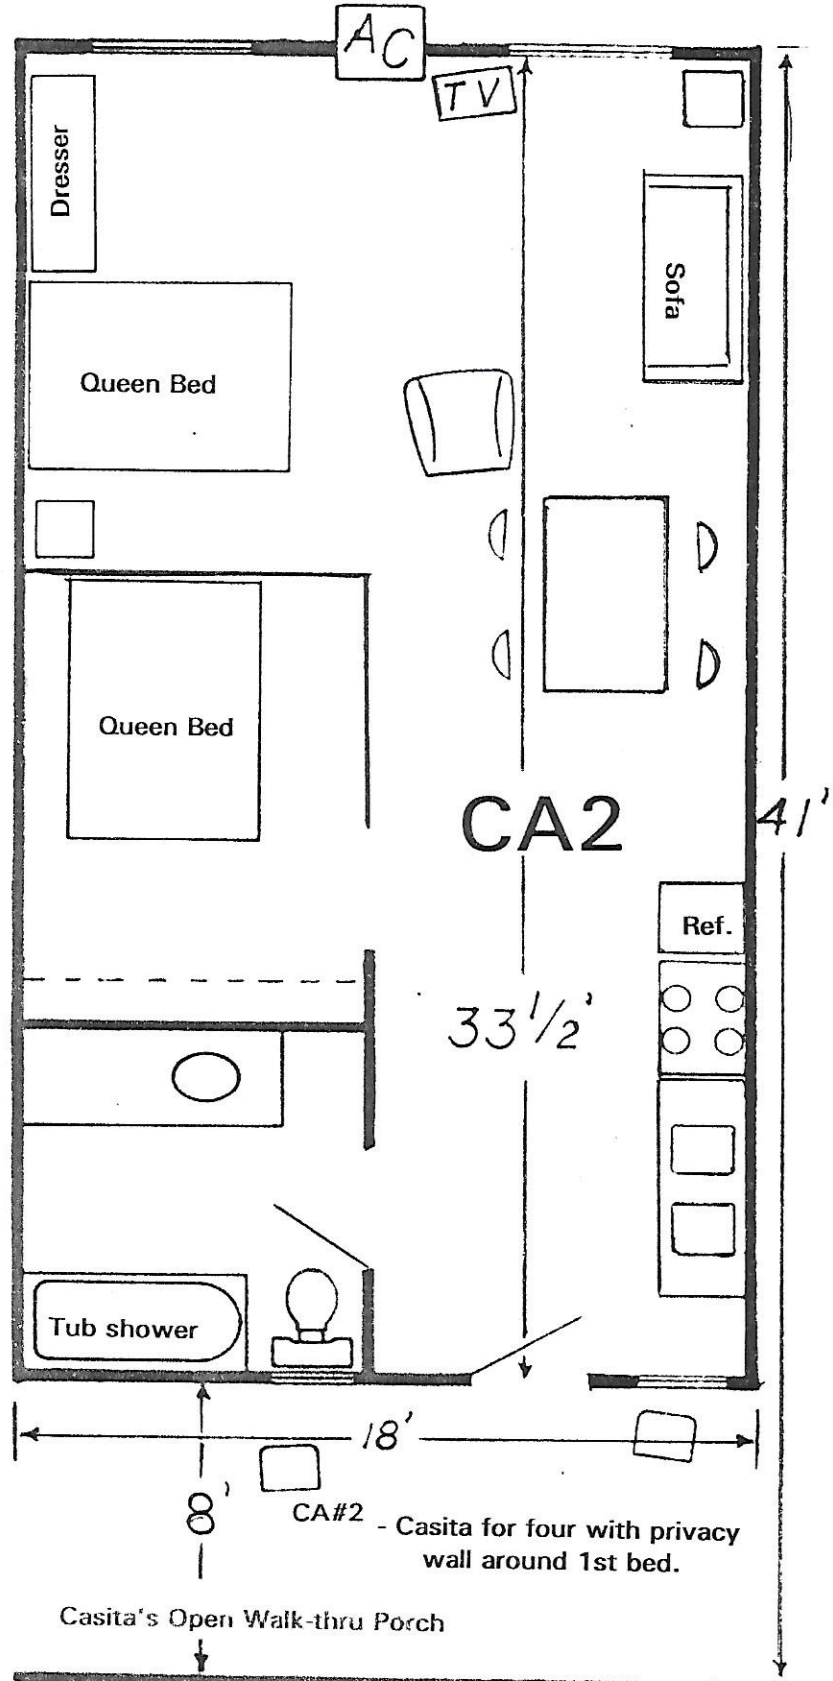 AC
TV
Dresser
Sofa
Queen Bed
Queen Bed
CA2
41'
Ref.
33 1/2'
Tub shower
18'
8'
CA#2 - Casita for four with privacy
wall around 1st bed.
Casita's Open Walk-thru Porch